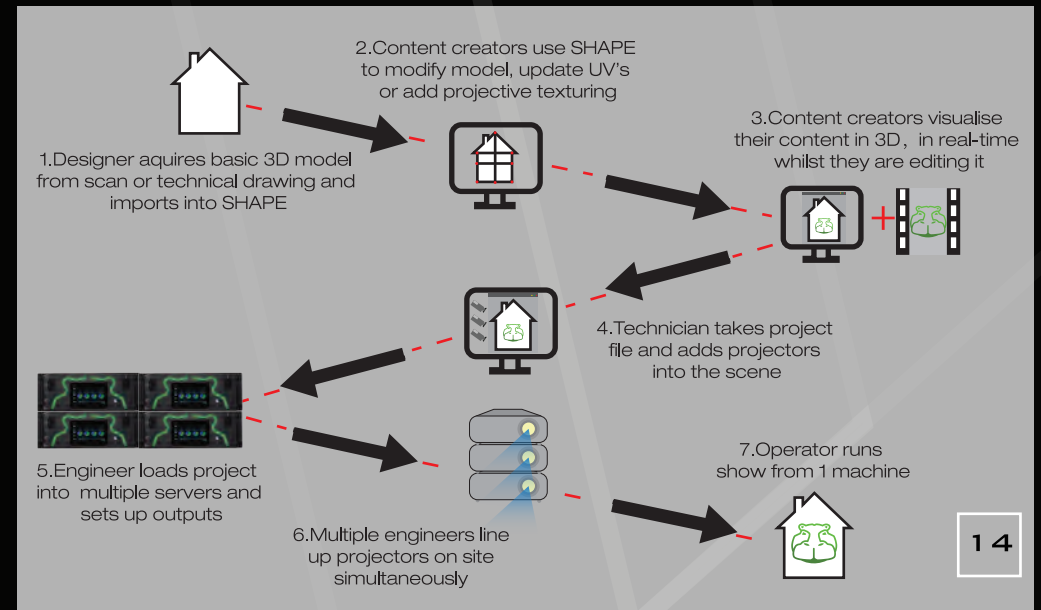 1.Designer aquires basic 3D model
from scan or technical drawing and
imports into SHAPE
2.Content creators use SHAPE
to modify model, update UV's
or add projective texturing
3.Content creators visualise
their content in 3D, in real-time
whilst they are editing it
4.Technician takes project
file and adds projectors
into the scene
5.Engineer loads project
into multiple servers and
sets up outputs
6.Multiple engineers line
up projectors on site
simultaneously
7.Operator runs
show from 1 machine
14